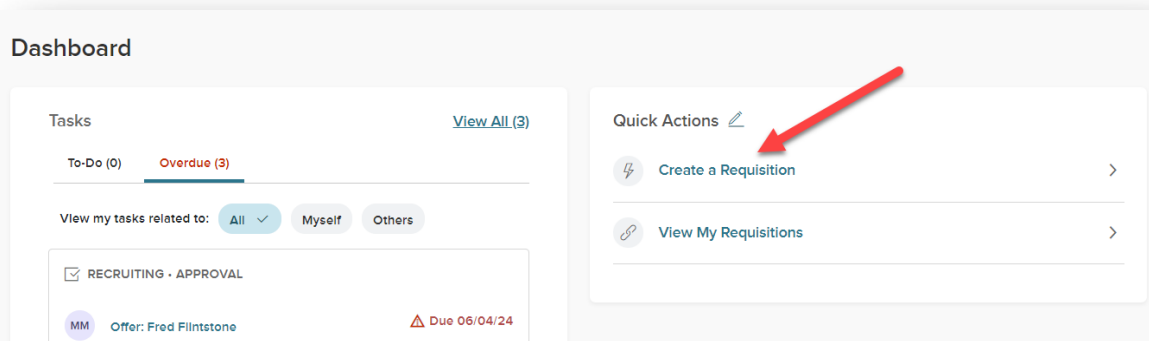 Dashboard
Tasks
View All (3)
To-Do (0)
Overdue (3)
View my tasks related to:
All
Myself
Others
RECRUITING • APPROVAL
MM
Offer: Fred Flintstone
Due 06/04/24
Quick Actions
Create a Requisition
View My Requisitions